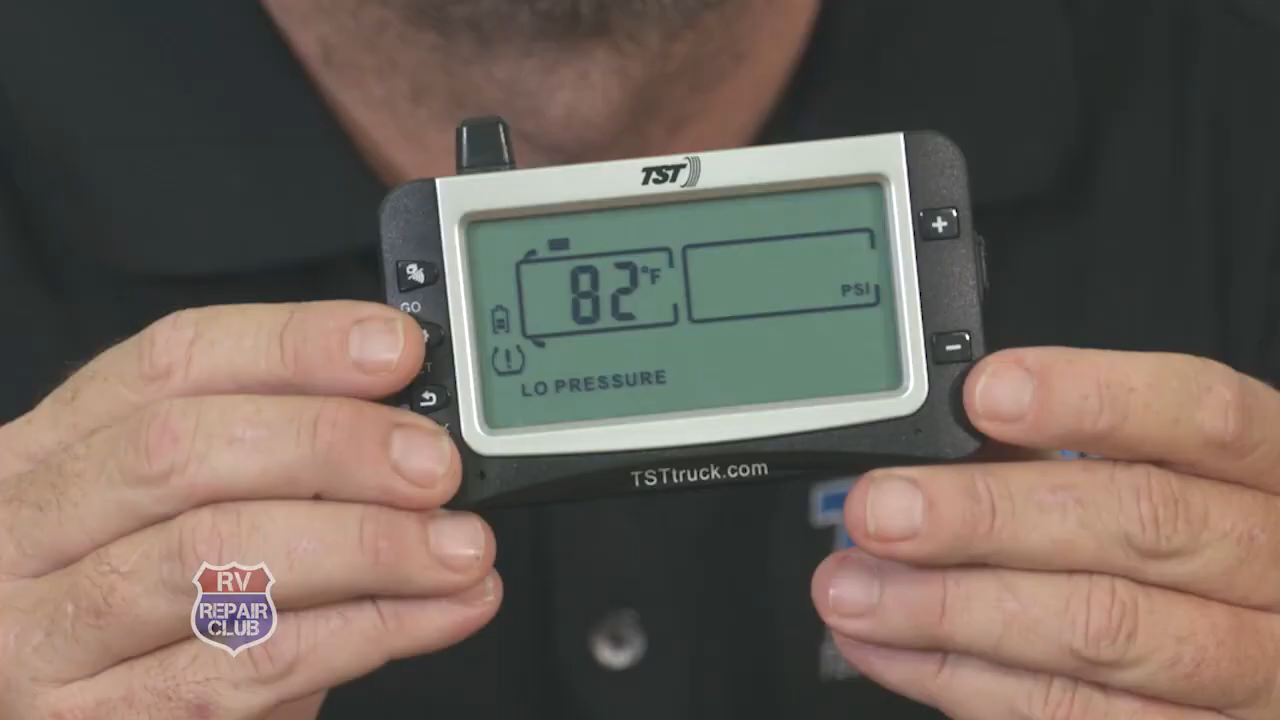 TST
82°F
PSI
LO PRESSURE
GO
TSTtruck.com
RV
REPAIR
CLUB